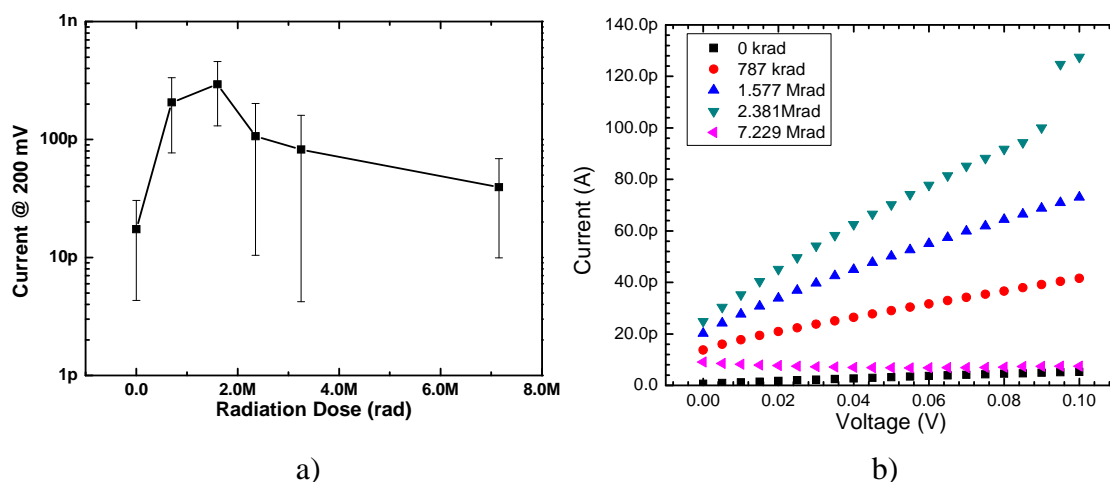 1n
100p
10p
1p
Current @ 200 mV
0.0 2.0M 4.0M 6.0M 8.0M
Radiation Dose (rad)
a)
140.0p
120.0p
100.0p
80.0p
60.0p
40.0p
20.0p
0.0
Current (A)
0 krad
787 krad
1.577 Mrad
2.381Mrad
7.229 Mrad
0.00 0.02 0.04 0.06 0.08 0.10
Voltage (V)
b)